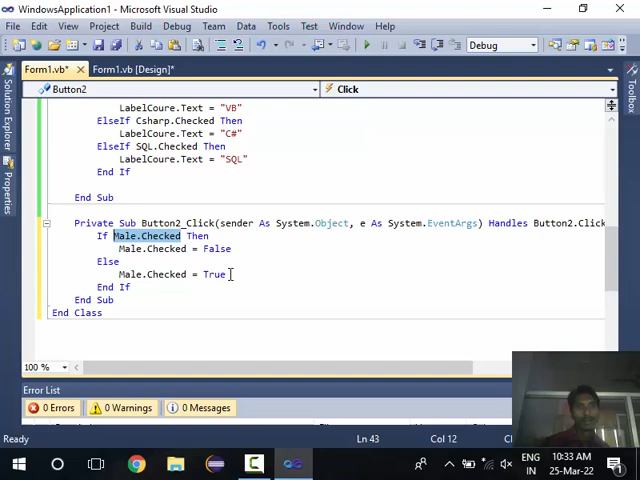 WindowsApplication1 - Microsoft Visual Studio
File Edit View Project Build Debug Team Data Tools Test Window Help
Debug
Form1.vb* Form1.vb [Design]*
Button2 Click
Solution Explorer
Properties
Toolbox
LabelCoure.Text = "VB"
ElseIf Csharp.Checked Then
LabelCoure.Text = "C#"
ElseIf SQL.Checked Then
LabelCoure.Text = "SQL"
End If
End Sub
Private Sub Button2_Click(sender As System.Object, e As System.EventArgs) Handles Button2.Click
If Male.Checked Then
Male.Checked = False
Else
Male.Checked = True
End If
End Sub
End Class
100 %
Error List
0 Errors 0 Warnings 0 Messages
Ready Ln 43 Col 12
ENG 10:33 AM
IN 25-Mar-22